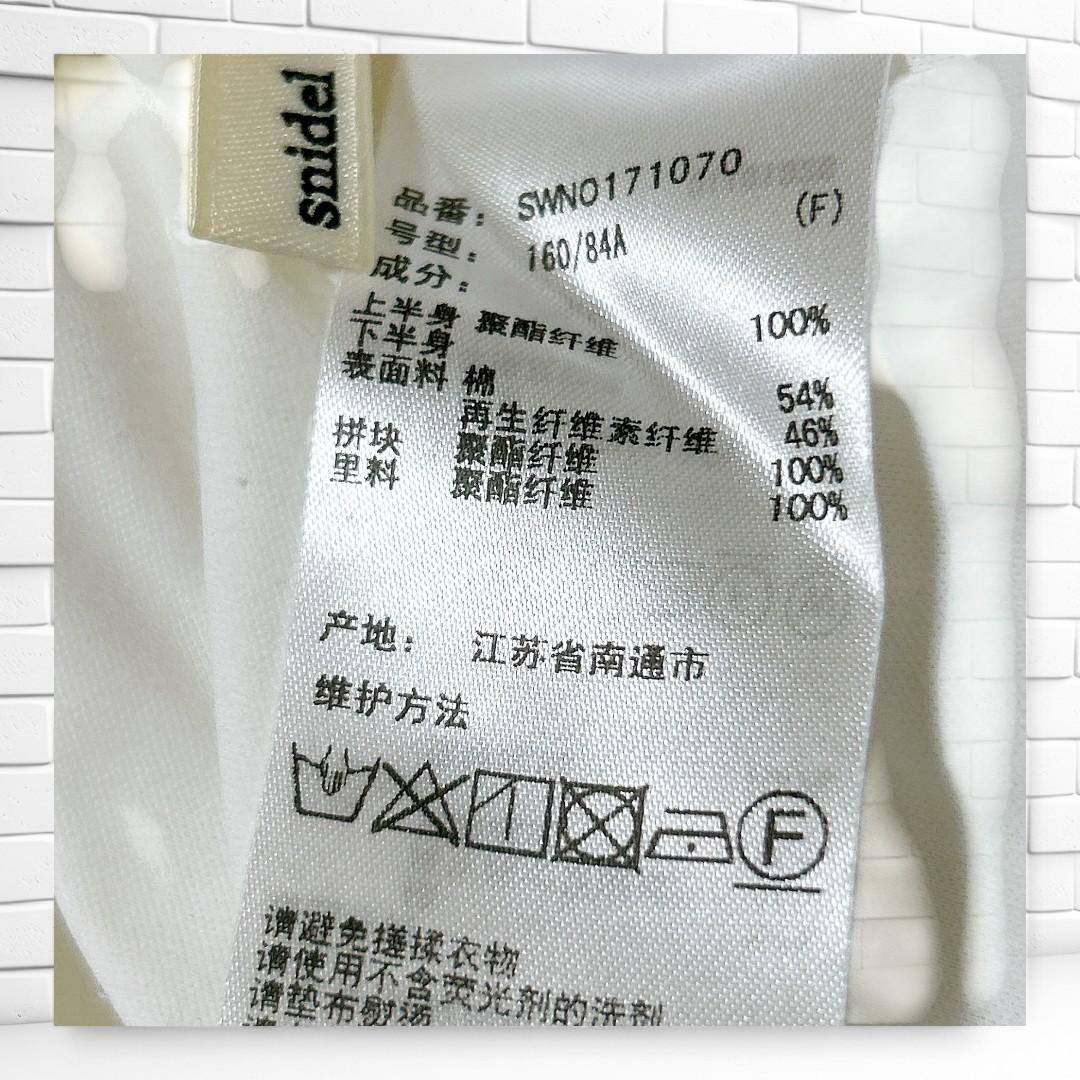 snidel
品番： SWNO171070
(F)
号型： 160/84A
成分：
上半身 聚酯纤维 100%
下半身
表面料 棉 54%
再生纤维素纤维 46%
拼块 聚酯纤维 100%
里料 聚酯纤维 100%
产地： 江苏省南通市
维护方法
F
请避免搓揉衣物
请使用不含荧光剂的洗剂
请垫布熨烫